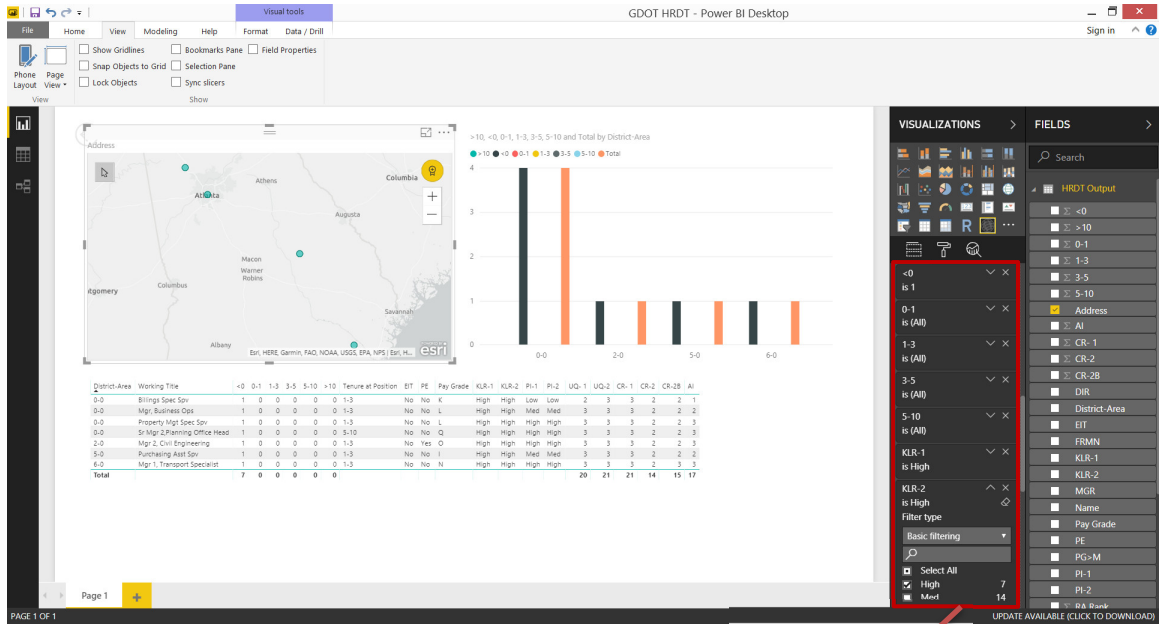 Visual tools
GDOT HRDT - Power BI Desktop
File Home View Modeling Help Format Data / Drill
Sign in
Phone Layout
Page View
Show Gridlines
Snap Objects to Grid
Lock Objects
Bookmarks Pane
Selection Pane
Sync slicers
Field Properties
View
Show
Address
Athens
Columbia
Atlanta
Augusta
Macon
Warner
Robins
Columbus
tgomery
Savannah
Albany
Esri, HERE, Garmin, FAO, NOAA, USGS, EPA, NPS | Esri, H...
esri
>10, <0, 0-1, 1-3, 3-5, 5-10 and Total by District-Area
>10 <0 0-1 1-3 3-5 5-10 Total
4
3
2
1
0
0-0 2-0 5-0 6-0
District-Area Working Title <0 0-1 1-3 3-5 5-10 >10 Tenure at Position EIT PE Pay Grade KLR-1 KLR-2 PI-1 PI-2 UQ- 1 UQ-2 CR- 1 CR-2 CR-2B AI
0-0 Billings Spec Spv 1 0 0 0 0 0 1-3 No No K High High Low Low 2 3 3 2 2 1
0-0 Mgr, Business Ops 1 0 0 0 0 0 1-3 No No L High High Med Med 3 3 3 2 2 2
0-0 Property Mgt Spec Spv 1 0 0 0 0 0 1-3 No No L High High High High 3 3 3 2 2 3
0-0 Sr Mgr 2,Planning Office Head 1 0 0 0 0 0 5-10 No No Q High High High High 3 3 3 2 2 3
2-0 Mgr 2, Civil Engineering 1 0 0 0 0 0 1-3 No Yes O High High High High 3 3 3 2 2 3
5-0 Purchasing Asst Spv 1 0 0 0 0 0 1-3 No No I High High Med Med 3 3 3 2 2 2
6-0 Mgr 1, Transport Specialist 1 0 0 0 0 0 1-3 No No N High High High High 3 3 3 2 3 3
Total 7 0 0 0 0 0 20 21 21 14 15 17
VISUALIZATIONS
R
<0
is 1
0-1
is (All)
1-3
is (All)
3-5
is (All)
5-10
is (All)
KLR-1
is High
KLR-2
is High
Filter type
Basic filtering
Select All
High 7
Med 14
FIELDS
Search
HRDT Output
<0
>10
0-1
1-3
3-5
5-10
Address
AI
CR- 1
CR-2
CR-2B
DIR
District-Area
EIT
FRMN
KLR-1
KLR-2
MGR
Name
Pay Grade
PE
PG>M
PI-1
PI-2
RA Rank
Page 1
PAGE 1 OF 1
UPDATE AVAILABLE (CLICK TO DOWNLOAD)